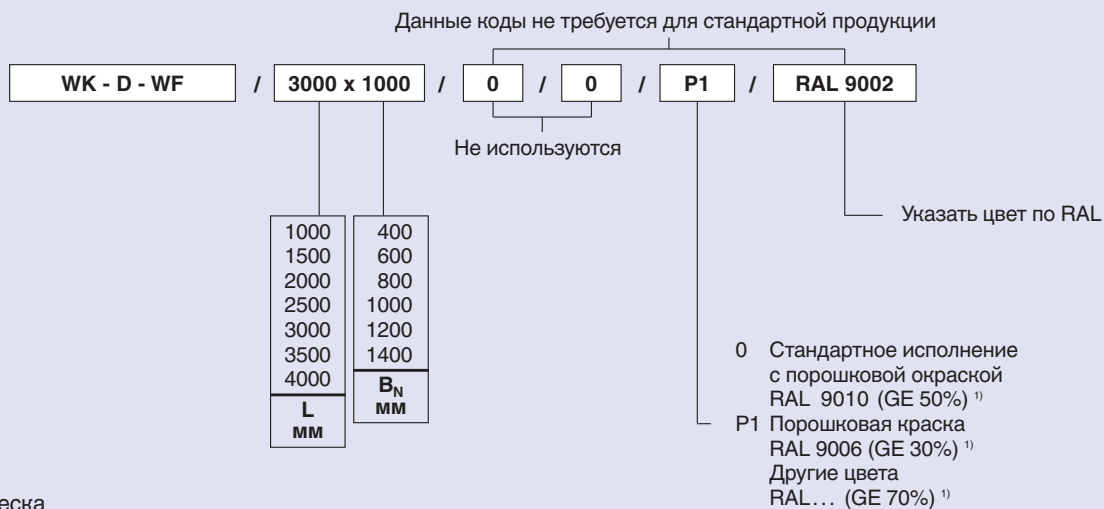 Данные коды не требуется для стандартной продукции
WK - D - WF / 3000 x 1000 / 0 / 0 / P1 / RAL 9002
Не используются
Указать цвет по RAL
1000 400
1500 600
2000 800
2500 1000
3000 1200
3500 1400
4000
L
мм
BN
мм
0 Стандартное исполнение
с порошковой окраской
RAL 9010 (GE 50%) 1)
P1 Порошковая краска
RAL 9006 (GE 30%) 1)
Другие цвета
RAL... (GE 70%) 1)